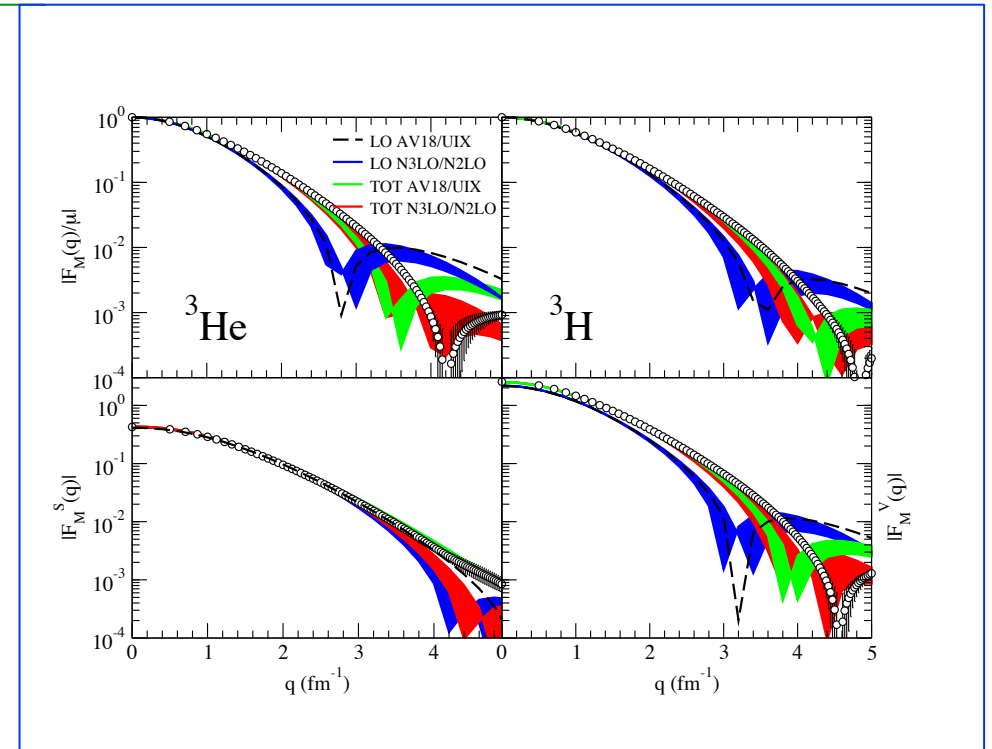 10^0
10^-1
10^-2
10^-3
10^-4
|F_M(q)/μ|
LO AV18/UIX
LO N3LO/N2LO
TOT AV18/UIX
TOT N3LO/N2LO
^3He
^3H
10^0
10^-1
10^-2
10^-3
10^-4
|F_M^S(q)|
|F_M^V(q)|
0 1 2 3 4 0 1 2 3 4 5
q (fm^-1) q (fm^-1)